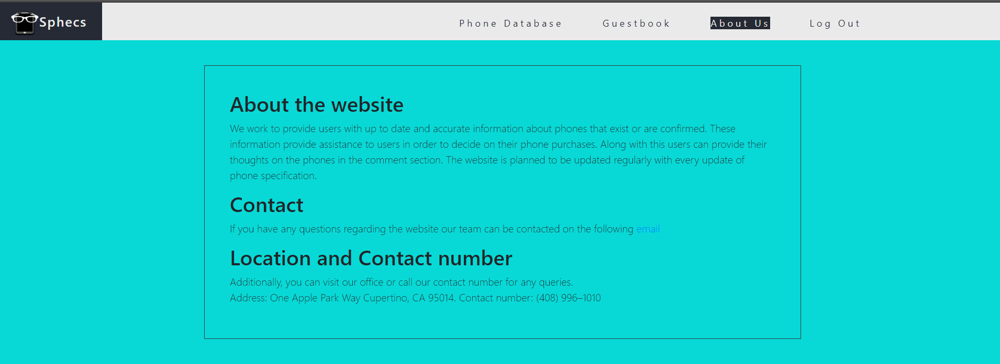 Sphecs
Phone Database
Guestbook
About Us
Log Out
About the website
We work to provide users with up to date and accurate information about phones that exist or are confirmed. These
information provide assistance to users in order to decide on their phone purchases. Along with this users can provide their
thoughts on the phones in the comment section. The website is planned to be updated regularly with every update of
phone specification.
Contact
If you have any questions regarding the website our team can be contacted on the following email
Location and Contact number
Additionally, you can visit our office or call our contact number for any queries.
Address: One Apple Park Way Cupertino, CA 95014. Contact number: (408) 996–1010